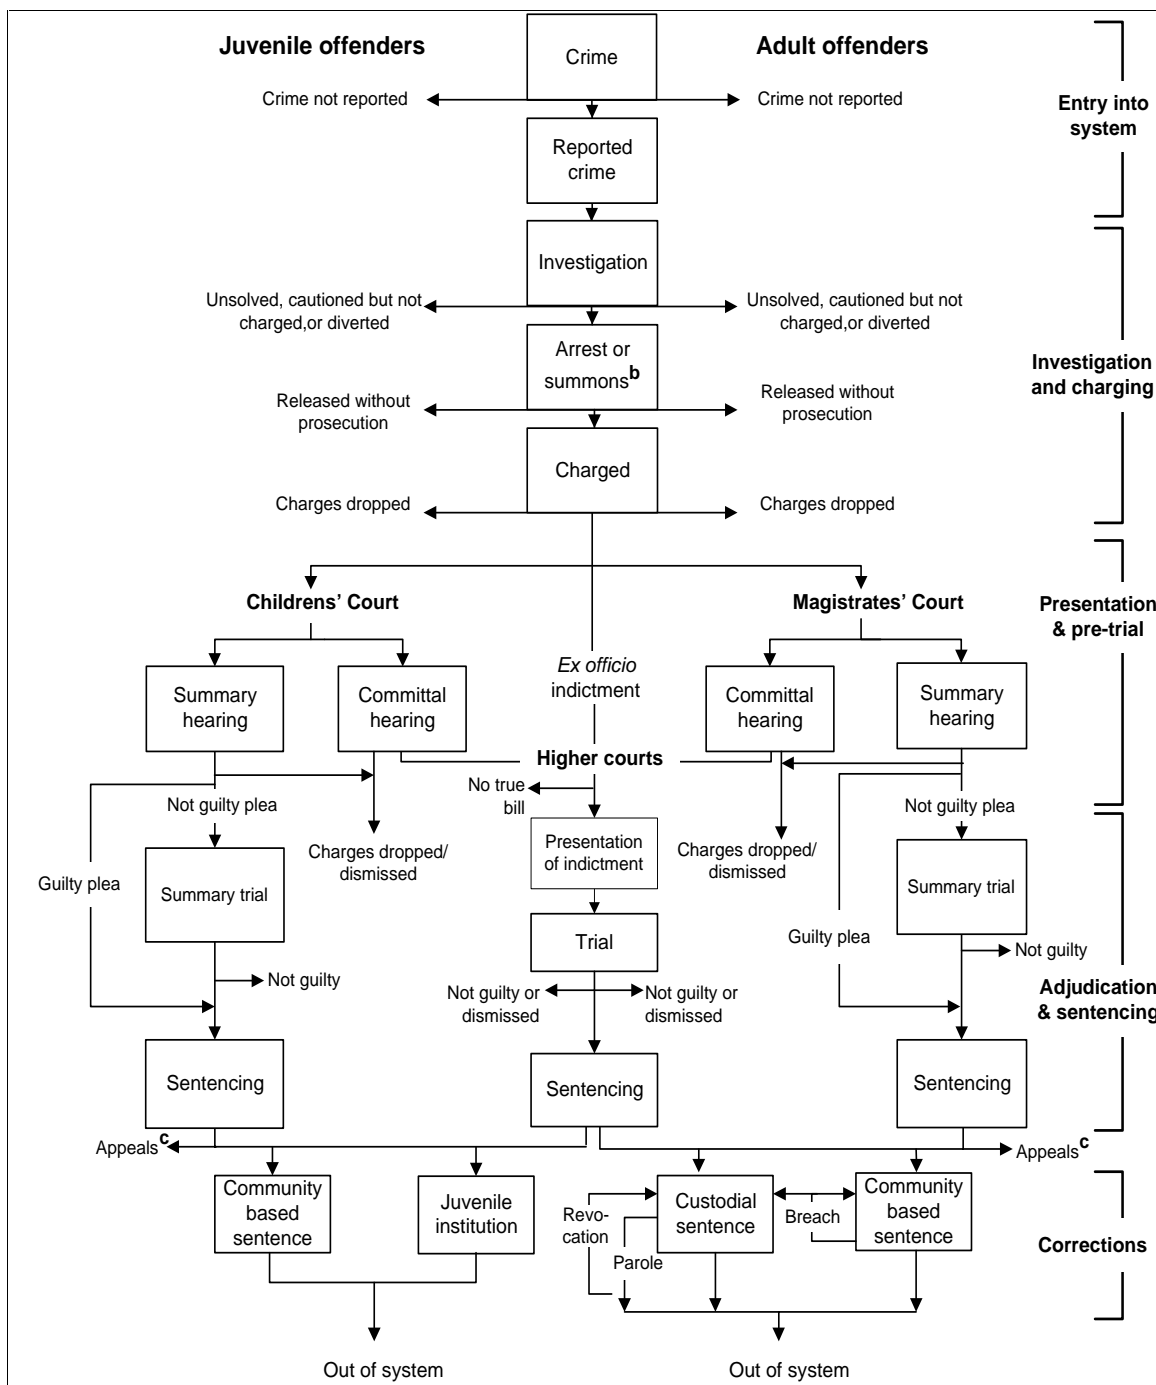 Juvenile offenders
Adult offenders
Crime
Crime not reported
Crime not reported
Entry into
system
Reported
crime
Investigation
Unsolved, cautioned but not
charged,or diverted
Unsolved, cautioned but not
charged,or diverted
Arrest or
summons b
Investigation
and charging
Released without
prosecution
Released without
prosecution
Charged
Charges dropped
Charges dropped
Childrens’ Court
Magistrates’ Court
Presentation
& pre-trial
Ex officio
indictment
Summary
hearing
Committal
hearing
Committal
hearing
Summary
hearing
Higher courts
No true
bill
Not guilty plea
Not guilty plea
Charges dropped/
dismissed
Presentation
of indictment
Charges dropped/
dismissed
Guilty plea
Summary trial
Summary trial
Trial
Guilty plea
Not guilty
Not guilty
Not guilty or
dismissed
Not guilty or
dismissed
Adjudication
& sentencing
Sentencing
Sentencing
Sentencing
Appeals c
Appeals c
Community
based
sentence
Juvenile
institution
Revo-
cation
Parole
Custodial
sentence
Breach
Community
based
sentence
Corrections
Out of system
Out of system